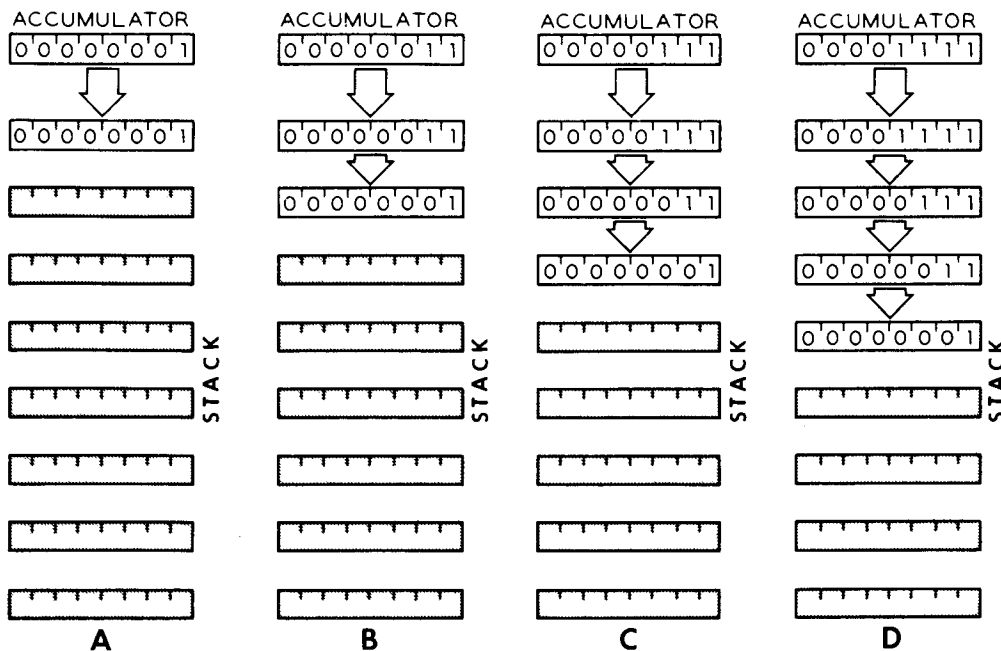 ACCUMULATOR ACCUMULATOR ACCUMULATOR ACCUMULATOR
00000001 00000011 00000111 00001111
00000001 00000011 00000111 00001111
00000001 00000011 00000111
00000001 00000011
00000001
STACK STACK STACK STACK
A B C D